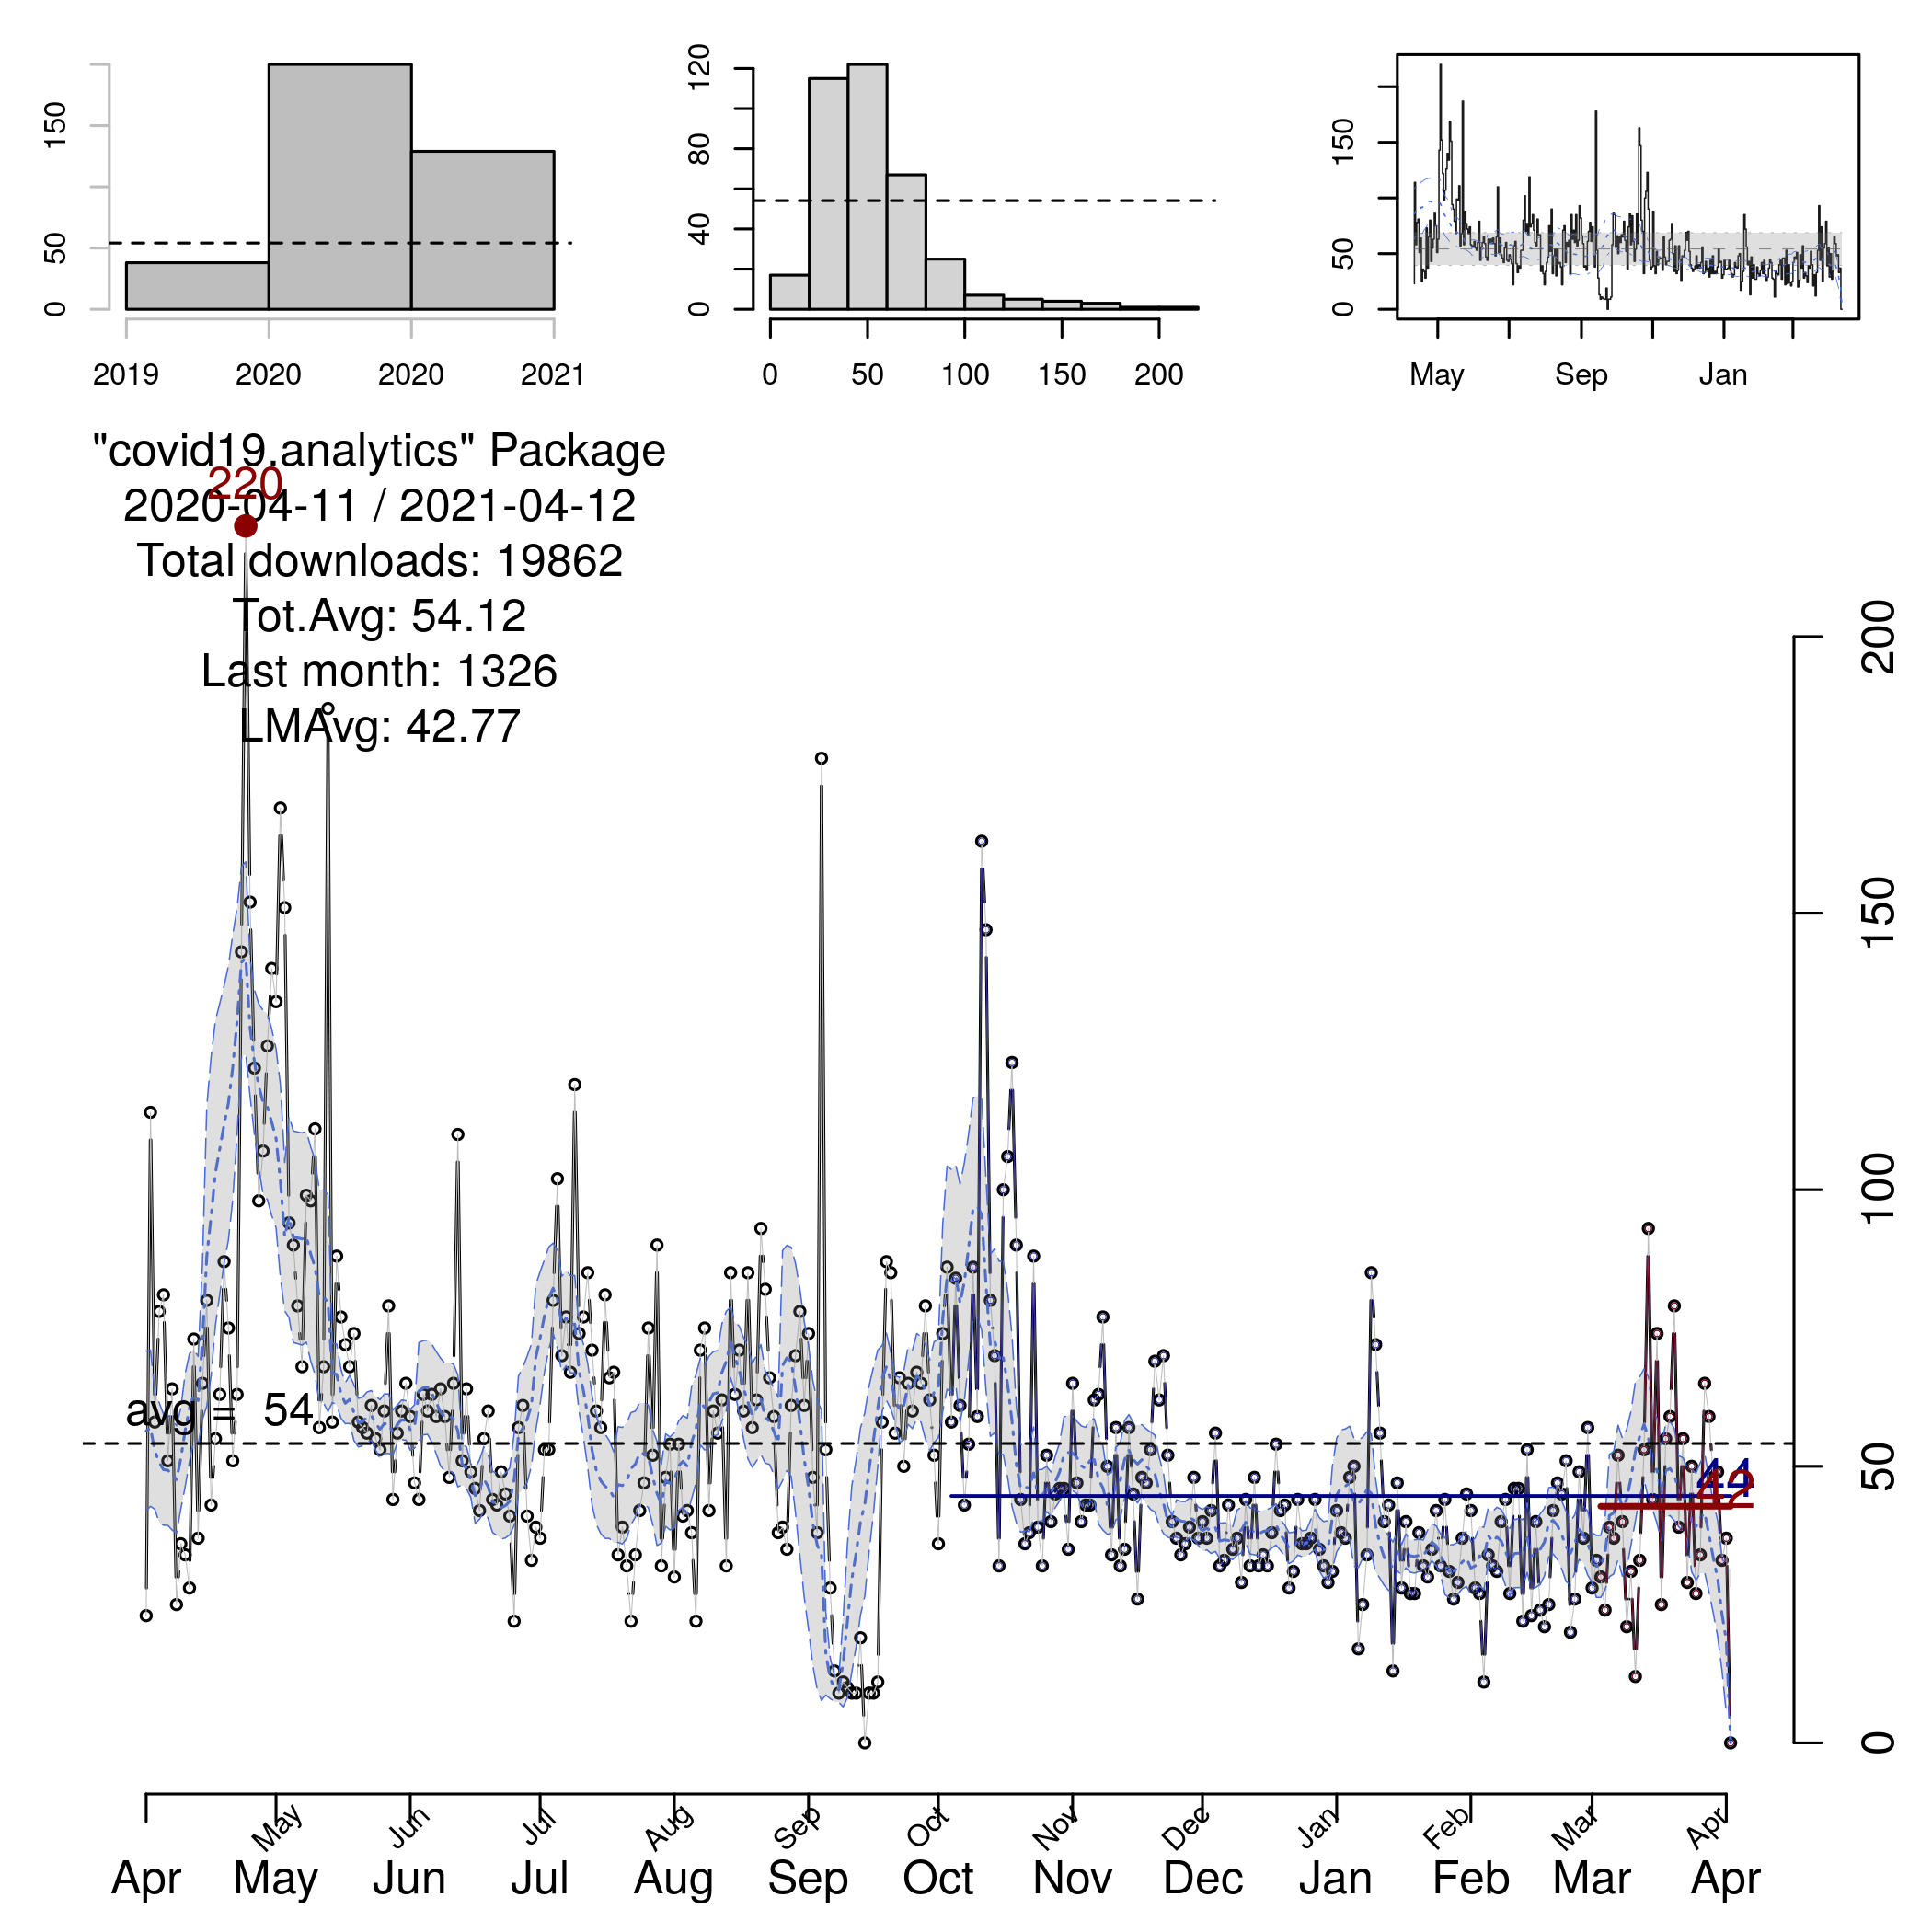 150
50
0
2019 2020 2020 2021
120
80
40
0
0 50 100 150 200
150
50
0
May Sep Jan
"covid19.analytics" Package
220
2020-04-11 / 2021-04-12
Total downloads: 19862
Tot.Avg: 54.12
Last month: 1326
LMAvg: 42.77
200
150
100
50
0
avg = 54
44
42
May Jun Jul Aug Sep Oct Nov Dec Jan Feb Mar Apr
Apr May Jun Jul Aug Sep Oct Nov Dec Jan Feb Mar Apr